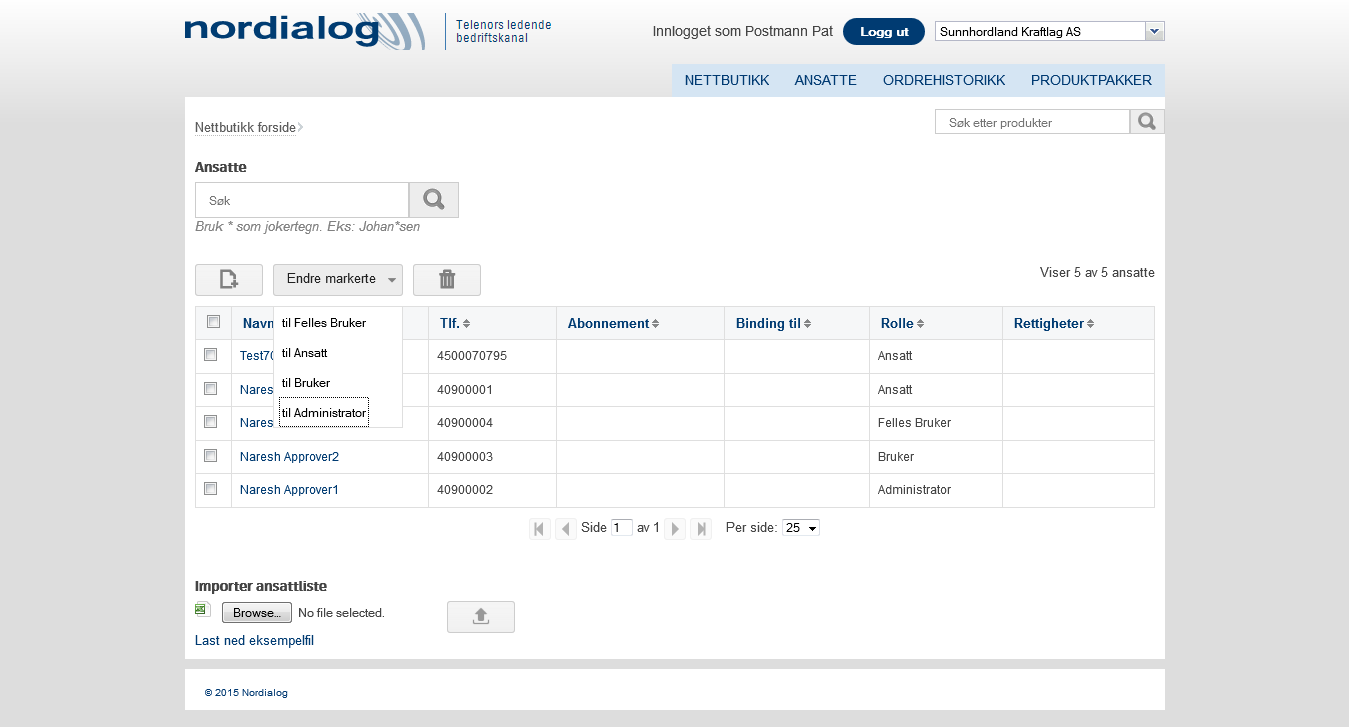 nordialog
Telenors ledende
bedriftskanal
Innlogget som Postmann Pat
Logg ut
Sunnhordland Kraftlag AS
NETTBUTIKK ANSATTE ORDREHISTORIKK PRODUKTPAKKER
Nettbutikk forside
Søk etter produkter
Ansatte
Søk
Bruk * som jokertegn. Eks: Johan*sen
Endre markerte
Viser 5 av 5 ansatte
Navn Tlf. Abonnement Binding til Rolle Rettigheter
til Felles Bruker
til Ansatt
til Bruker
til Administrator
Test70 4500070795 Ansatt
Nares 40900001 Ansatt
Nares 40900004 Felles Bruker
Naresh Approver2 40900003 Bruker
Naresh Approver1 40900002 Administrator
Side 1 av 1 Per side: 25
Importer ansattliste
Browse... No file selected.
Last ned eksempelfil
© 2015 Nordialog